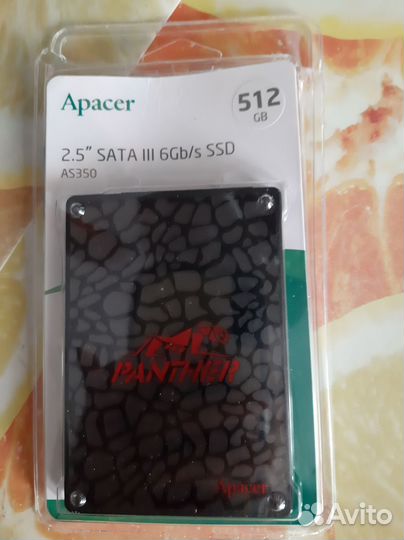 Apacer
512
GB
2.5" SATA III 6Gb/s SSD
AS350
PANTHER
Apacer
Avito